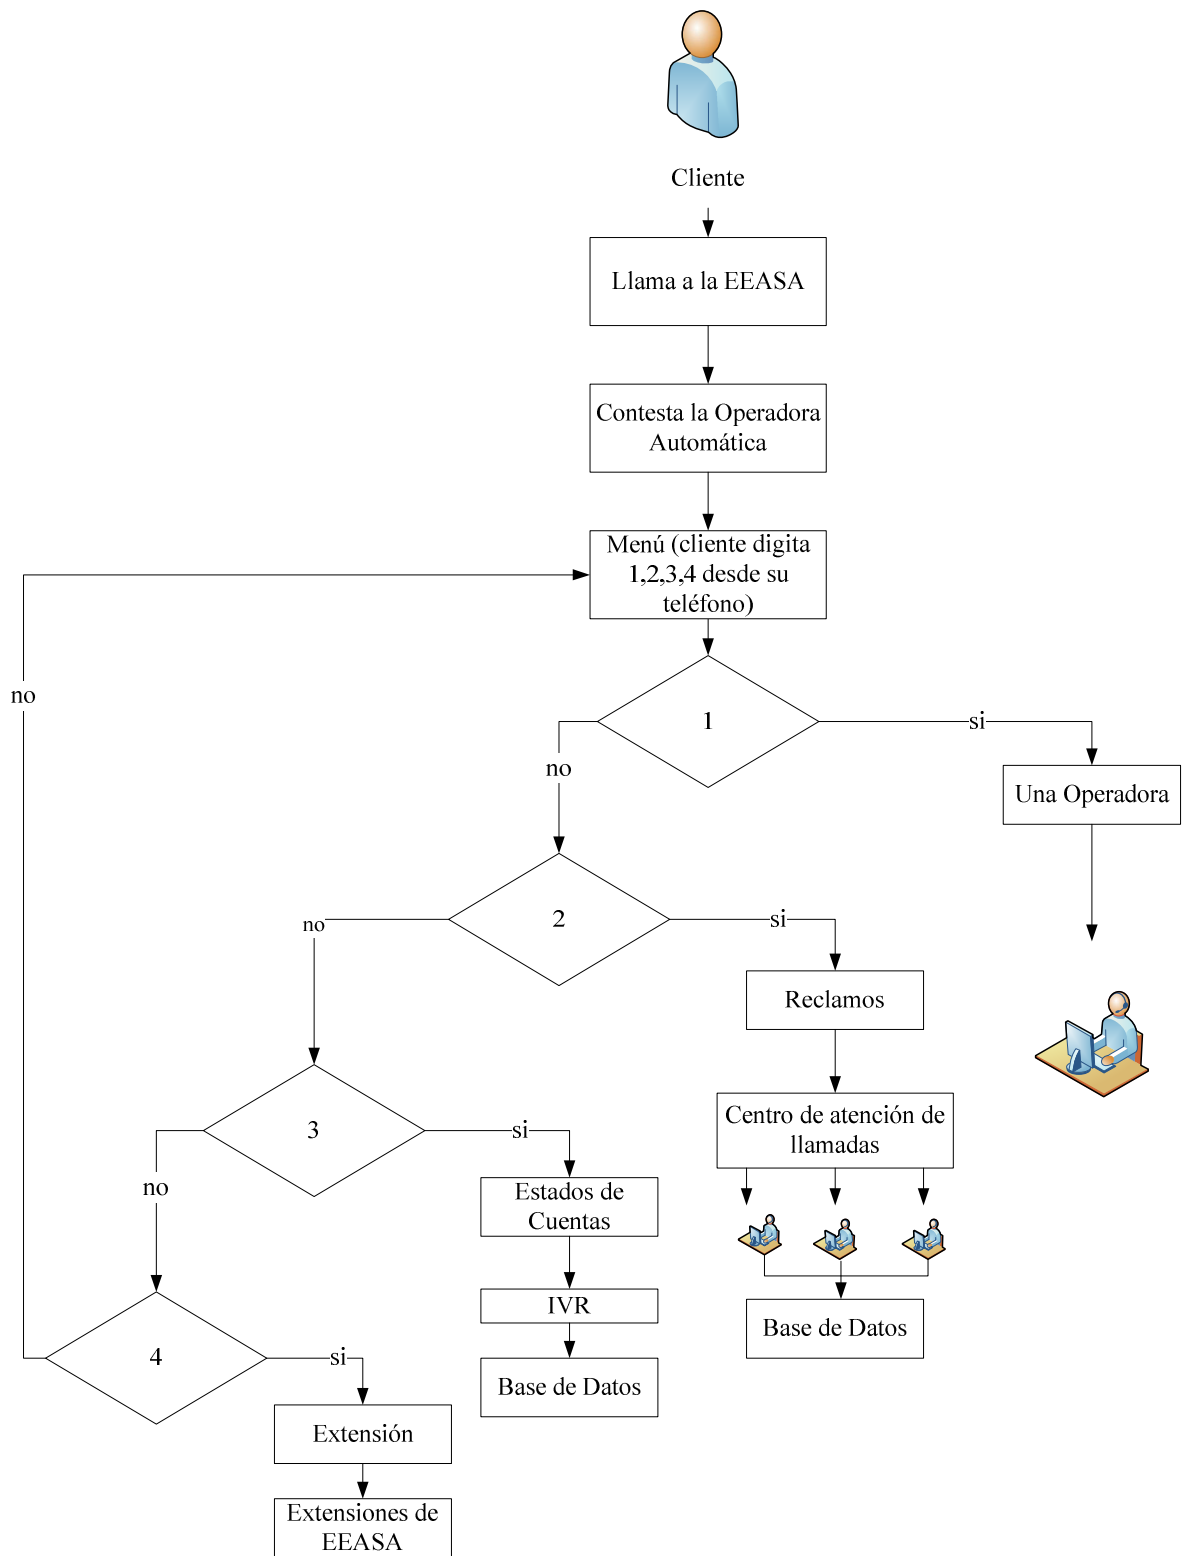 Cliente
Llama a la EEASA
Contesta la Operadora
Automática
Menú (cliente digita
1,2,3,4 desde su
teléfono)
no
1
si
no
Una Operadora
2
si
no
Reclamos
3
si
Centro de atención de
llamadas
no
Estados de
Cuentas
IVR
Base de Datos
4
si
Base de Datos
Extensión
Extensiones de
EEASA